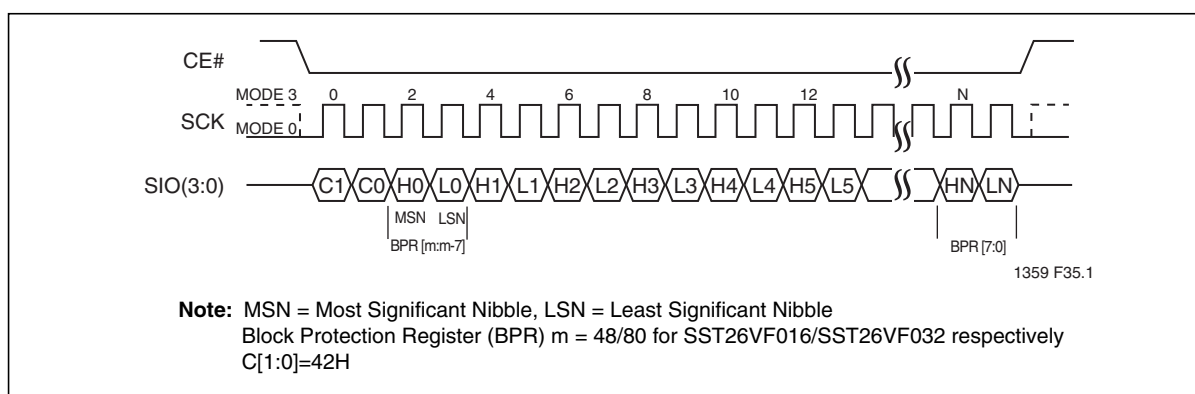 CE#
MODE 3 0 2 4 6 8 10 12 N
SCK
MODE 0
SIO(3:0) C1 C0 H0 L0 H1 L1 H2 L2 H3 L3 H4 L4 H5 L5 HN LN
MSN LSN
BPR [m:m-7] BPR [7:0]
1359 F35.1
Note: MSN = Most Significant Nibble, LSN = Least Significant Nibble
Block Protection Register (BPR) m = 48/80 for SST26VF016/SST26VF032 respectively
C[1:0]=42H